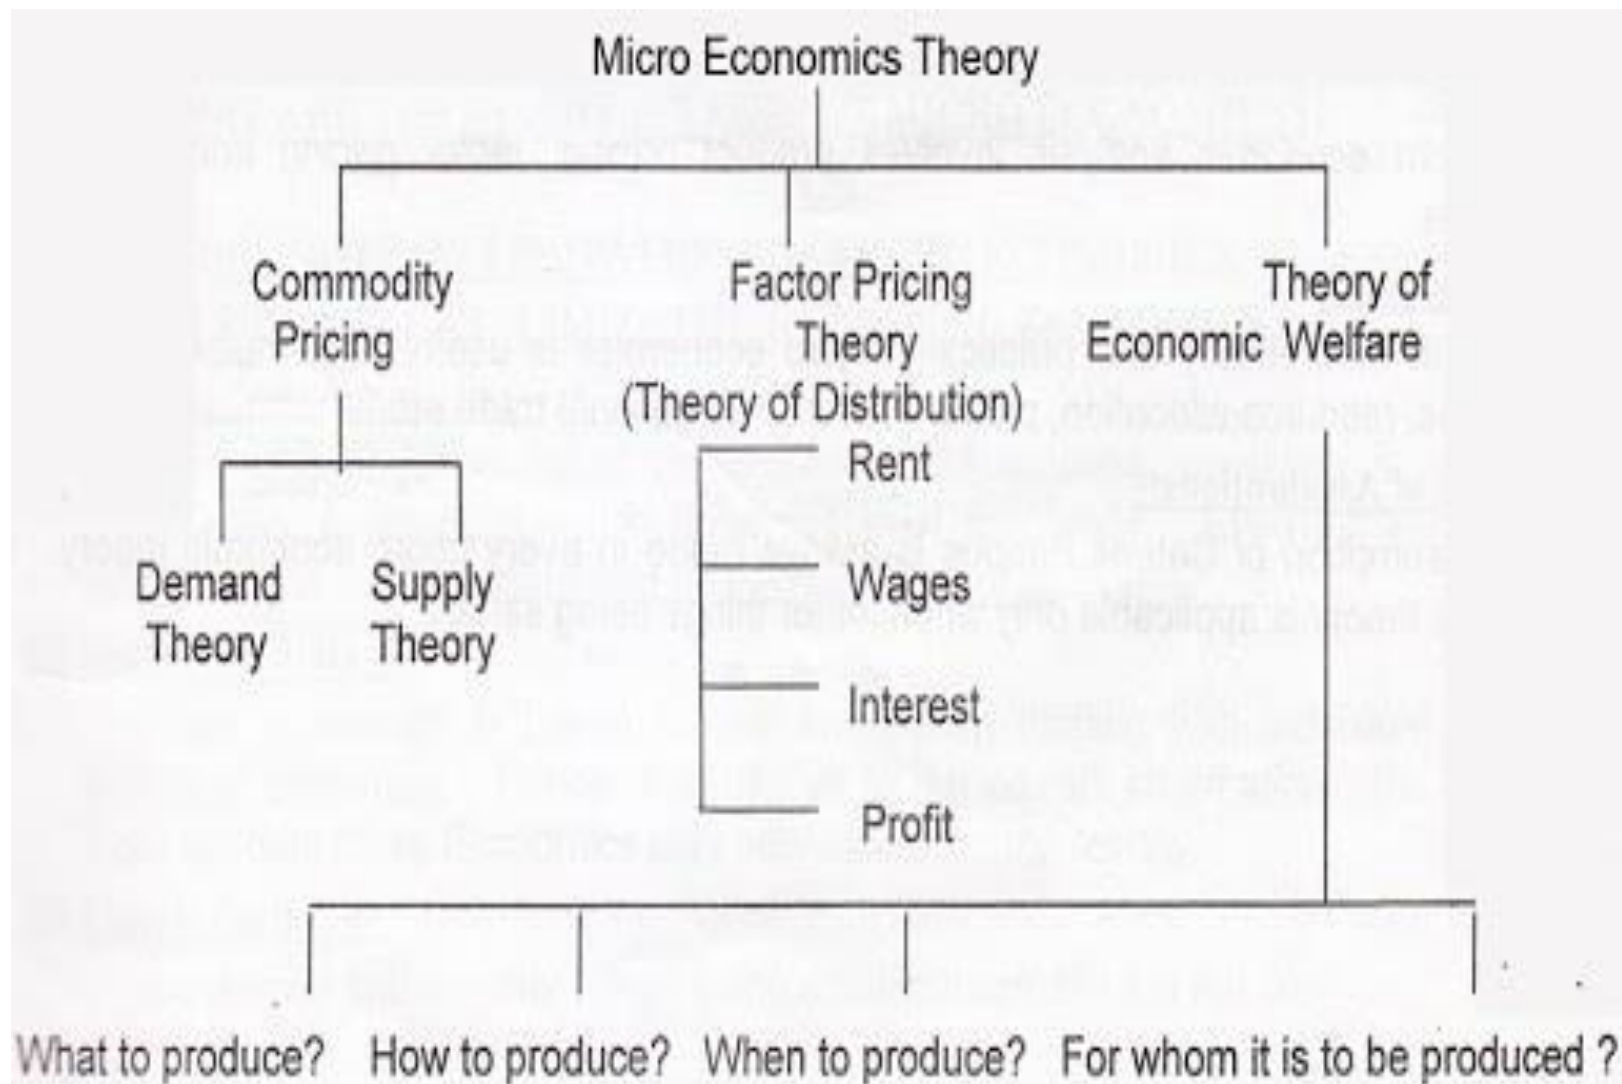 Micro Economics Theory
Commodity
Pricing
Factor Pricing
Theory
(Theory of Distribution)
Theory of
Economic Welfare
Demand
Theory
Supply
Theory
Rent
Wages
Interest
Profit
What to produce?
How to produce?
When to produce?
For whom it is to be produced ?